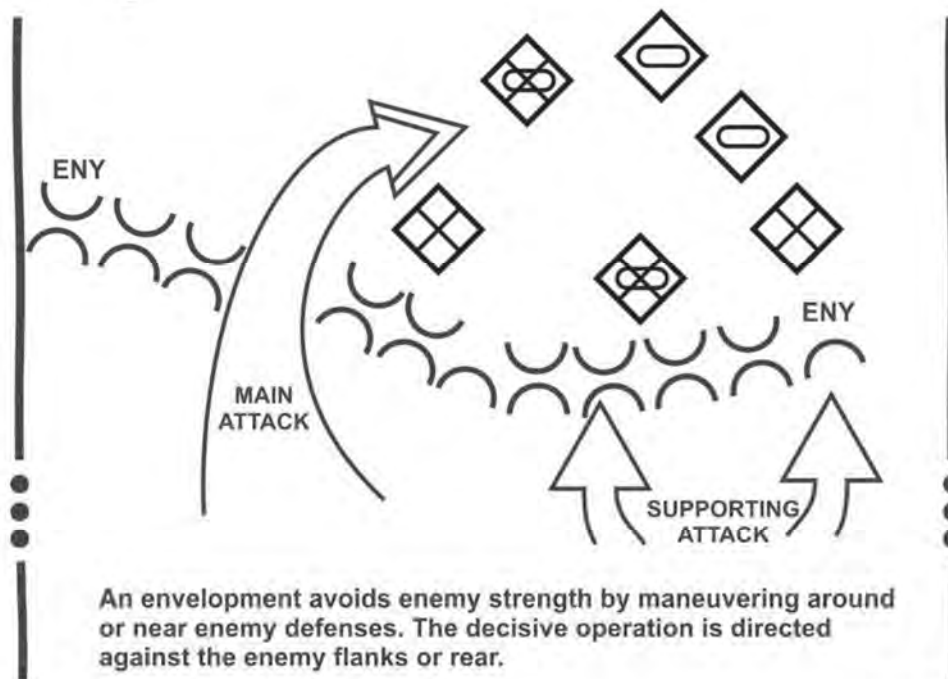 ENY
ENY
MAIN
ATTACK
SUPPORTING
ATTACK
An envelopment avoids enemy strength by maneuvering around
or near enemy defenses. The decisive operation is directed
against the enemy flanks or rear.